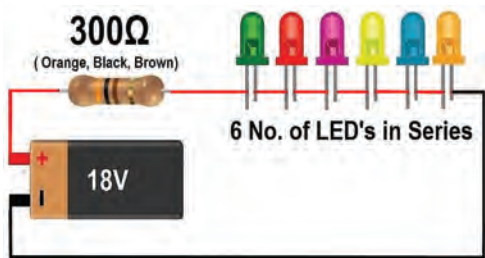 300Ω
( Orange, Black, Brown)
6 No. of LED's in Series
+
18V